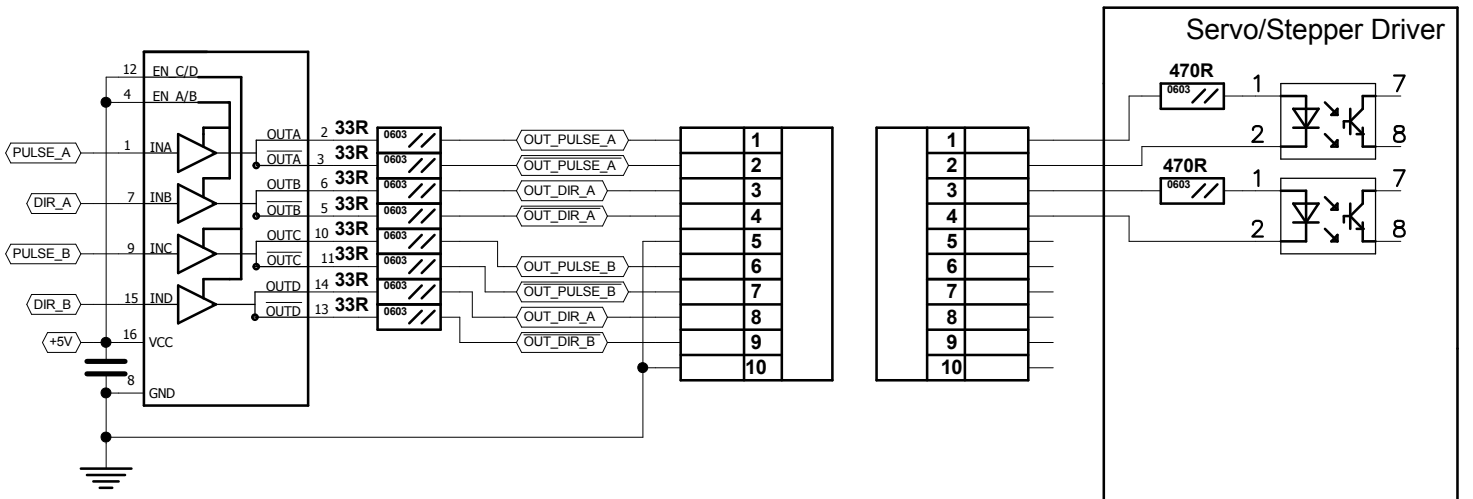 Servo/Stepper Driver
12 EN_C/D
4 EN_A/B
PULSE_A 1 INA
DIR_A 7 INB
PULSE_B 9 INC
DIR_B 15 IND
+5V 16 VCC
8 GND
OUTA 2 33R 0603 OUT_PULSE_A 1
OUTA 3 33R 0603 OUT_PULSE_A 2
OUTB 6 33R 0603 OUT_DIR_A 3
OUTB 5 33R 0603 OUT_DIR_A 4
OUTC 10 33R 0603 5
OUTC 11 33R 0603 OUT_PULSE_B 6
OUTD 14 33R 0603 OUT_PULSE_B 7
OUTD 13 33R 0603 OUT_DIR_A 8
OUT_DIR_B 9
10
1
2
3
4
5
6
7
8
9
10
470R
0603 1 7
2 8
470R
0603 1 7
2 8